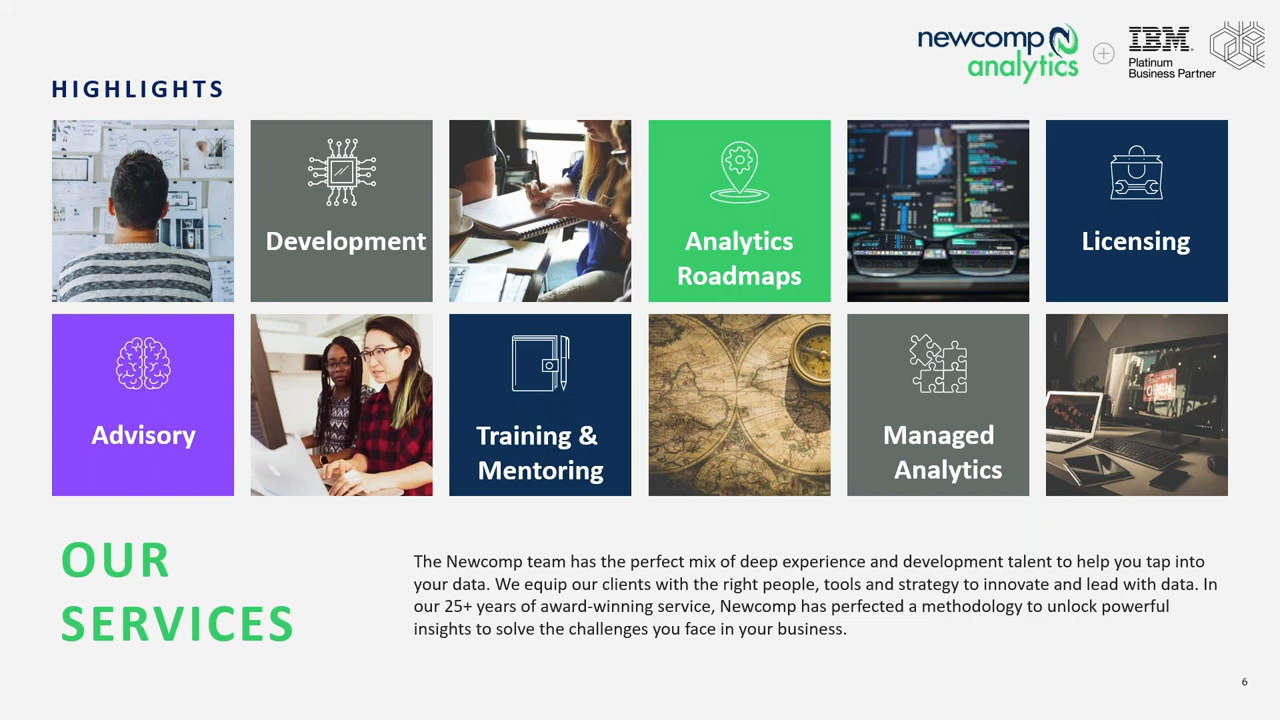 newcomp
analytics
IBM
Platinum
Business Partner
HIGHLIGHTS
Development
Analytics
Roadmaps
Licensing
OPEN
Advisory
Training &
Mentoring
Managed
Analytics
OUR
SERVICES
The Newcomp team has the perfect mix of deep experience and development talent to help you tap into
your data. We equip our clients with the right people, tools and strategy to innovate and lead with data. In
our 25+ years of award-winning service, Newcomp has perfected a methodology to unlock powerful
insights to solve the challenges you face in your business.
6